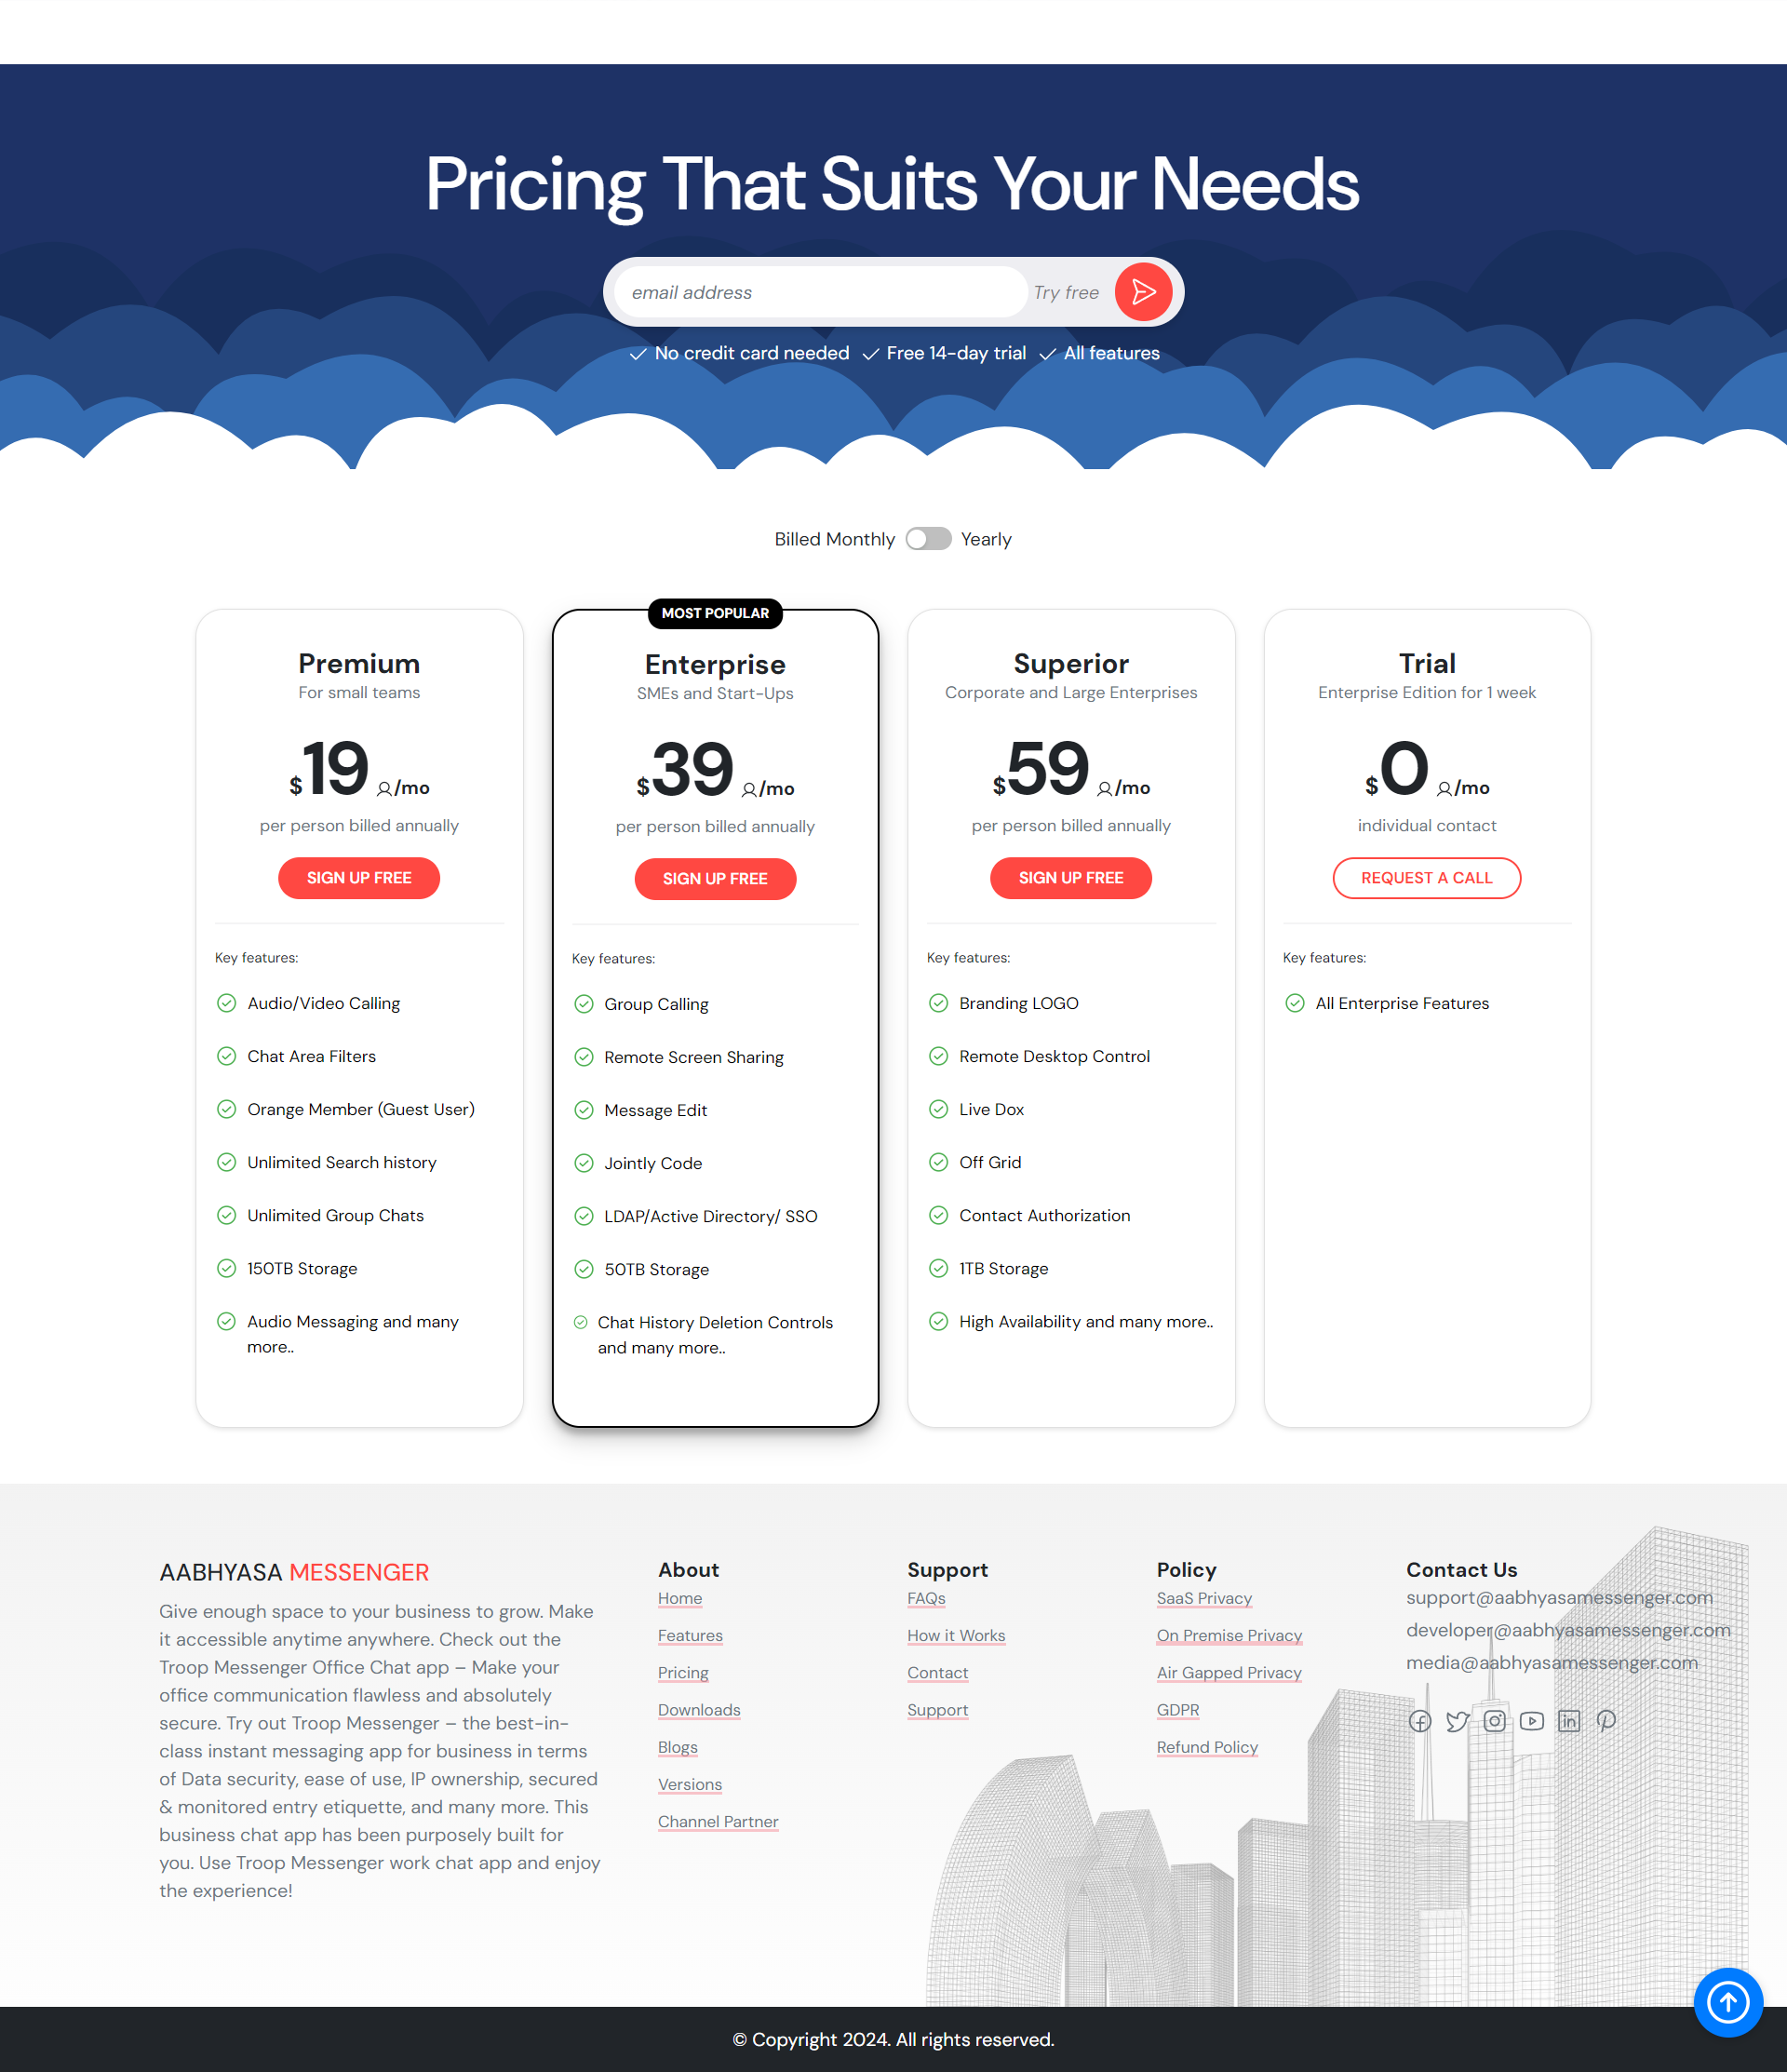 Pricing That Suits Your Needs
email address
Try free
No credit card needed
Free 14-day trial
All features
Billed Monthly
Yearly
Premium
For small teams
$19 /mo
per person billed annually
SIGN UP FREE
Key features:
Audio/Video Calling
Chat Area Filters
Orange Member (Guest User)
Unlimited Search history
Unlimited Group Chats
150TB Storage
Audio Messaging and many
more..
MOST POPULAR
Enterprise
SMEs and Start-Ups
$39 /mo
per person billed annually
SIGN UP FREE
Key features:
Group Calling
Remote Screen Sharing
Message Edit
Jointly Code
LDAP/Active Directory/ SSO
50TB Storage
Chat History Deletion Controls
and many more..
Superior
Corporate and Large Enterprises
$59 /mo
per person billed annually
SIGN UP FREE
Key features:
Branding LOGO
Remote Desktop Control
Live Dox
Off Grid
Contact Authorization
1TB Storage
High Availability and many more..
Trial
Enterprise Edition for 1 week
$0 /mo
individual contact
REQUEST A CALL
Key features:
All Enterprise Features
AABHYASA MESSENGER
Give enough space to your business to grow. Make
it accessible anytime anywhere. Check out the
Troop Messenger Office Chat app – Make your
office communication flawless and absolutely
secure. Try out Troop Messenger – the best-in-
class instant messaging app for business in terms
of Data security, ease of use, IP ownership, secured
& monitored entry etiquette, and many more. This
business chat app has been purposely built for
you. Use Troop Messenger work chat app and enjoy
the experience!
About
Home
Features
Pricing
Downloads
Blogs
Versions
Channel Partner
Support
FAQs
How it Works
Contact
Support
Policy
SaaS Privacy
On Premise Privacy
Air Gapped Privacy
GDPR
Refund Policy
Contact Us
support@aabhyasamessenger.com
developer@aabhyasamessenger.com
media@aabhyasamessenger.com
© Copyright 2024. All rights reserved.